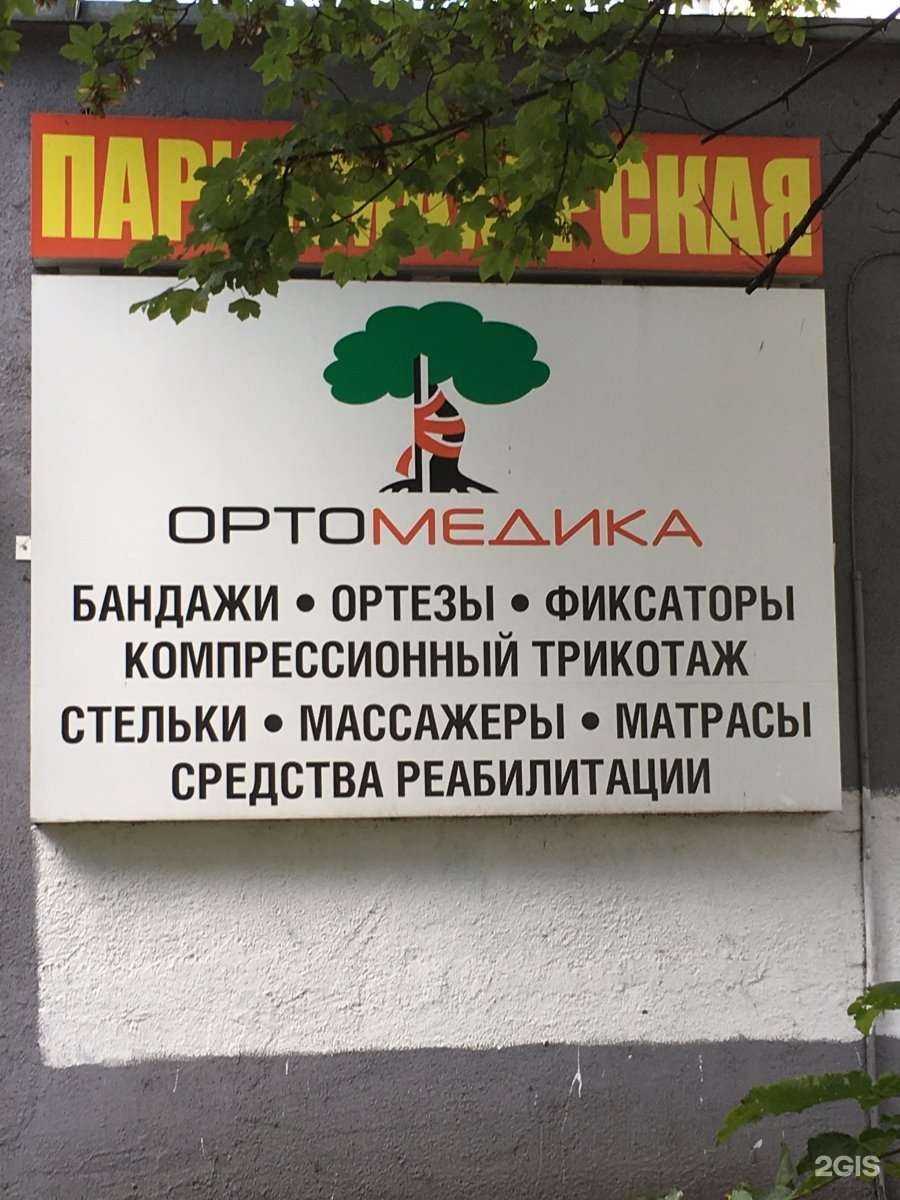 ОРТОМЕДИКА
БАНДАЖИ • ОРТЕЗЫ • ФИКСАТОРЫ
КОМПРЕССИОННЫЙ ТРИКОТАЖ
СТЕЛЬКИ • МАССАЖЕРЫ • МАТРАСЫ
СРЕДСТВА РЕАБИЛИТАЦИИ
2GIS